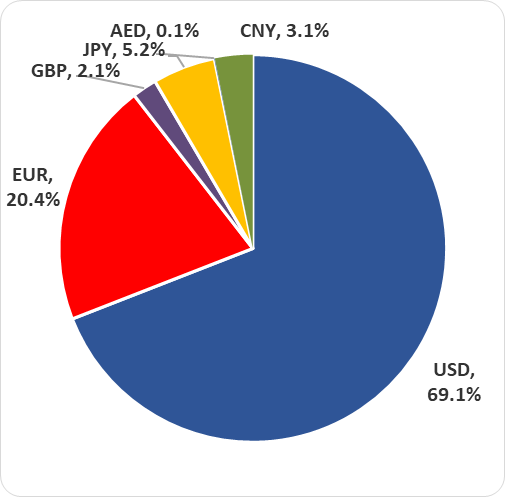 AED, 0.1%
CNY, 3.1%
JPY, 5.2%
GBP, 2.1%
EUR,
20.4%
USD,
69.1%